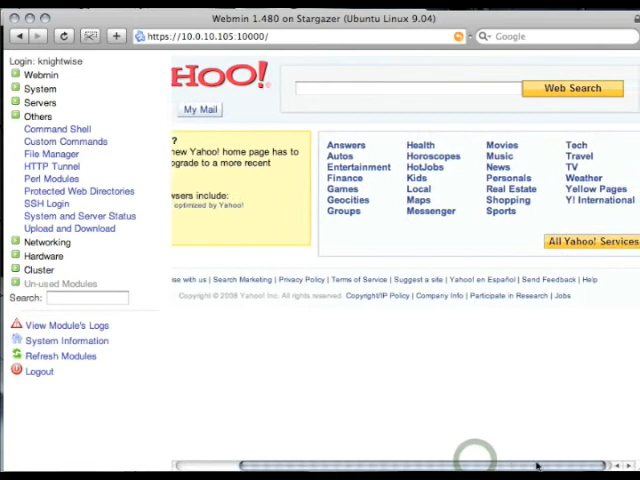 Webmin 1.480 on Stargazer (Ubuntu Linux 9.04)
https://10.0.10.105:10000/
Google
Login: knightwise
Webmin
System
Servers
Others
Command Shell
Custom Commands
File Manager
HTTP Tunnel
Perl Modules
Protected Web Directories
SSH Login
System and Server Status
Upload and Download
Networking
Hardware
Cluster
Un-used Modules
Search:
View Module's Logs
System Information
Refresh Modules
Logout
HOO!
Web Search
My Mail
?
new Yahoo! home page has to
pgrade to a more recent
wsers include:
optimized by Yahoo!
Answers Health Movies Tech
Autos Horoscopes Music Travel
Entertainment HotJobs News TV
Finance Kids Personals Weather
Games Local Real Estate Yellow Pages
Geocities Maps Shopping Y! International
Groups Messenger Sports
All Yahoo! Services
ise with us | Search Marketing | Privacy Policy | Terms of Service | Suggest a site | Yahoo! en Español | Send Feedback | Help
Copyright © 2008 Yahoo! Inc. All rights reserved. Copyright/IP Policy | Company Info | Participate in Research | Jobs